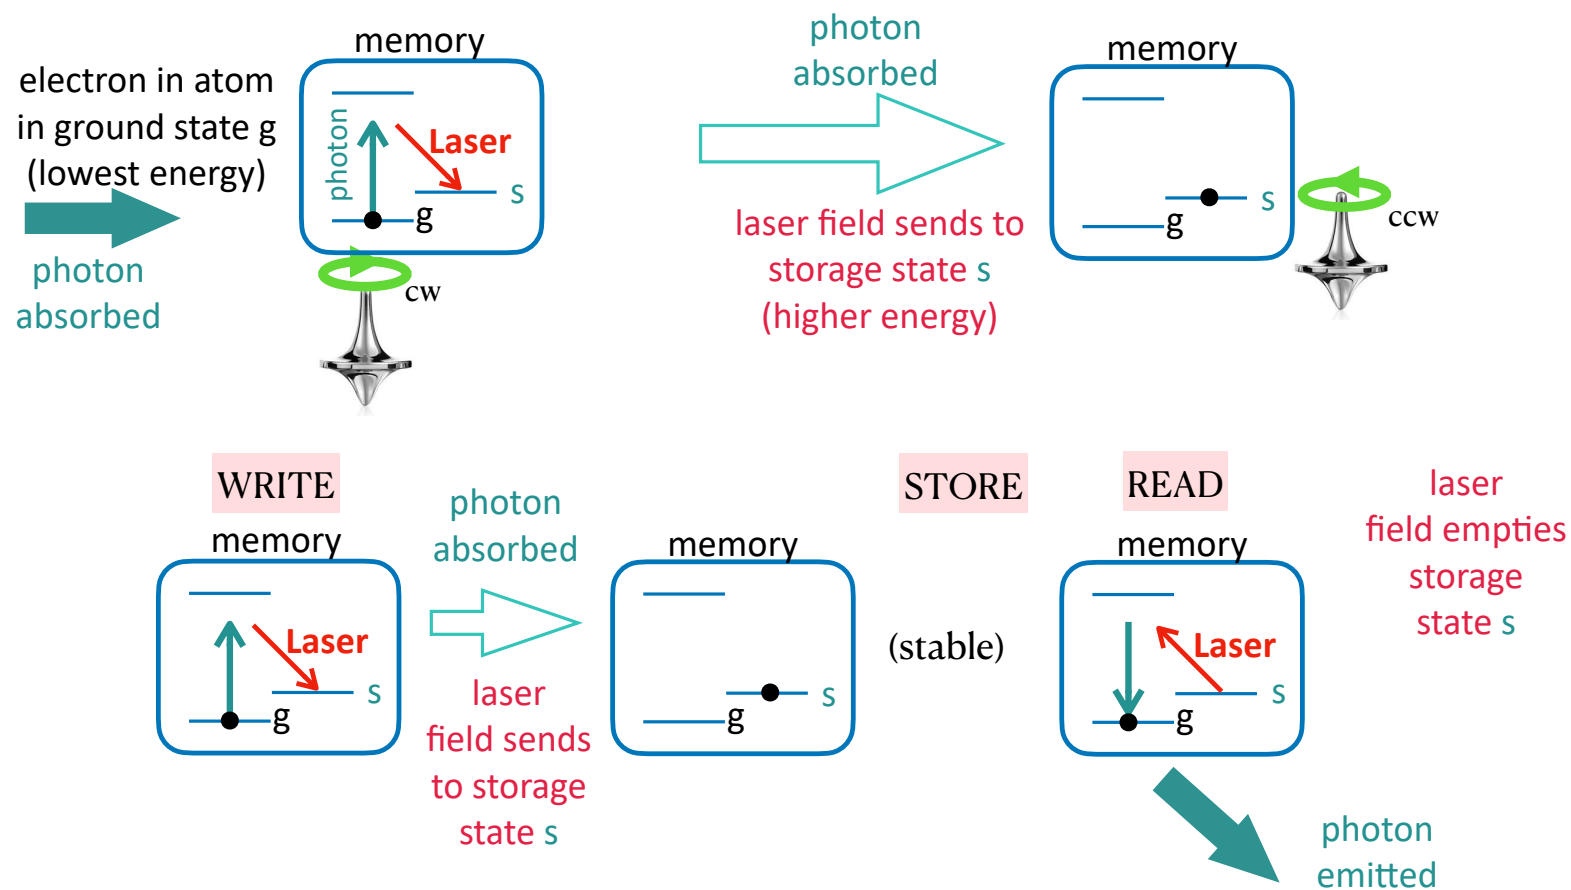 memory
electron in atom
in ground state g
(lowest energy)
photon
absorbed
photon
Laser
s
g
cw
photon
absorbed
laser field sends to
storage state s
(higher energy)
memory
s
g
ccw
WRITE
memory
Laser
s
g
photon
absorbed
laser
field sends
to storage
state s
memory
s
g
STORE
(stable)
READ
memory
Laser
s
g
laser
field empties
storage
state s
photon
emitted